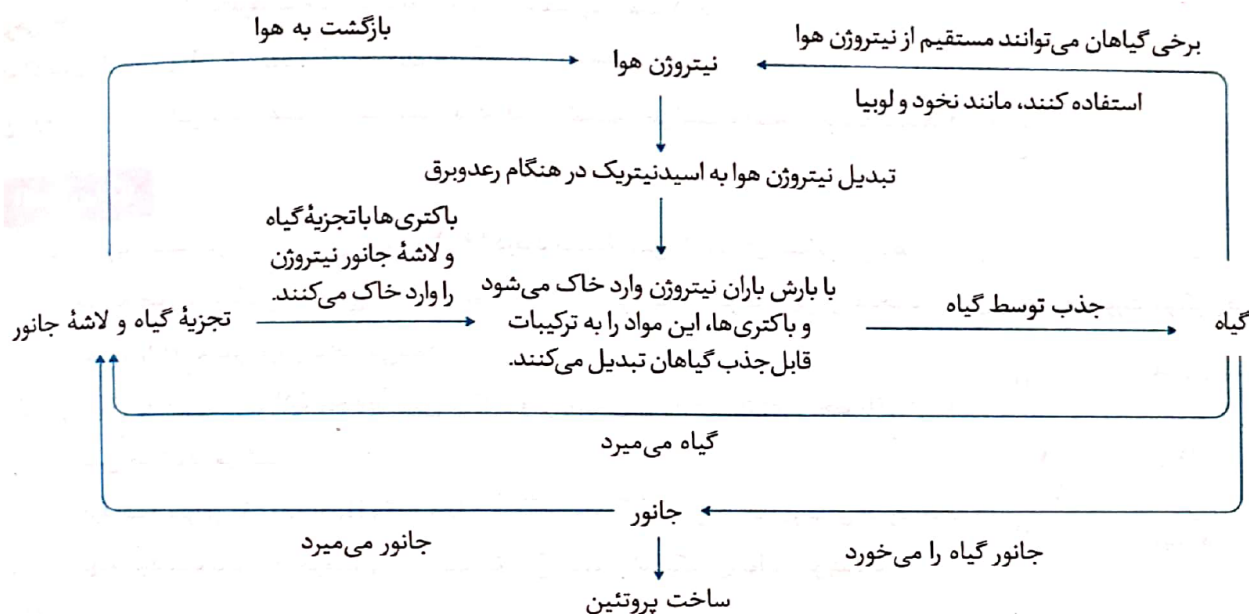 بازگشت به هوا
برخی گیاهان می‌توانند مستقیم از نیتروژن هوا
استفاده کنند، مانند نخود و لوبیا
نیتروژن هوا
تبدیل نیتروژن هوا به اسیدنیتریک در هنگام رعدوبرق
باکتری‌ها با تجزیهٔ گیاه
و لاشهٔ جانور نیتروژن
را وارد خاک می‌کنند.
با بارش باران نیتروژن وارد خاک می‌شود
و باکتری‌ها، این مواد را به ترکیبات
قابل‌جذب گیاهان تبدیل می‌کنند.
جذب توسط گیاه
گیاه
تجزیهٔ گیاه و لاشهٔ جانور
گیاه می‌میرد
جانور
جانور گیاه را می‌خورد
جانور می‌میرد
ساخت پروتئین